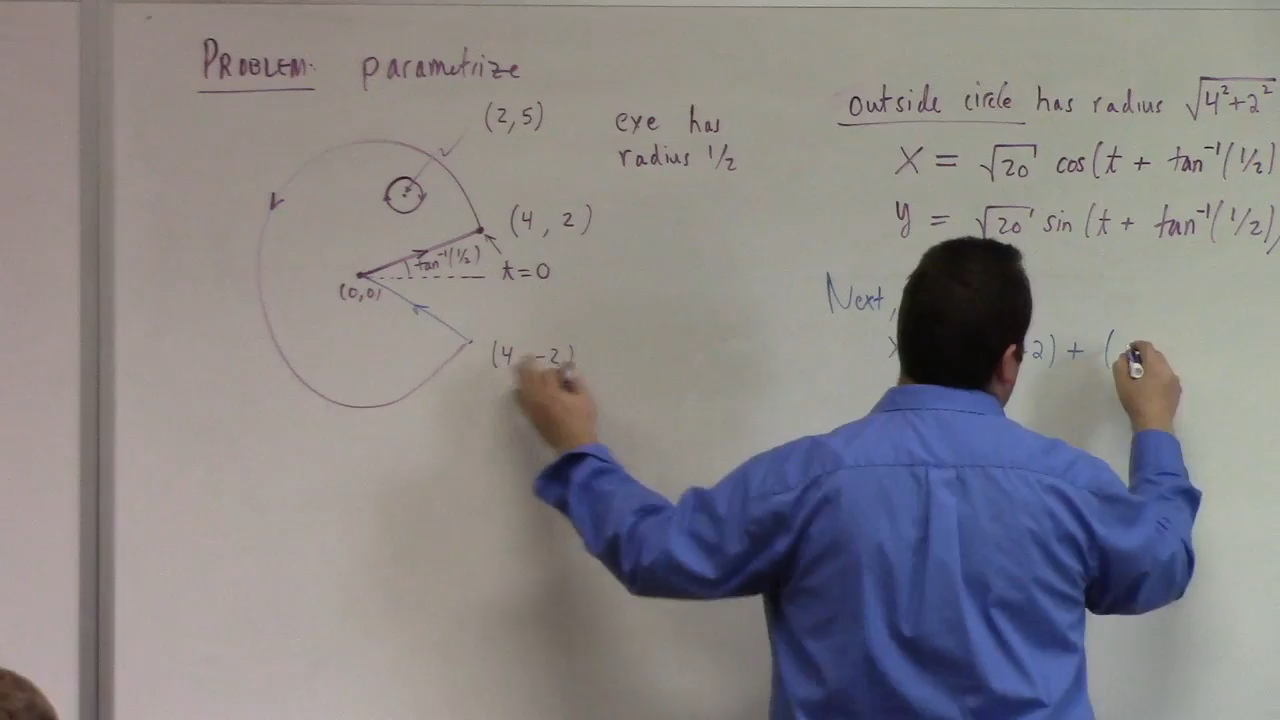 PROBLEM: parametrize
(2,5)
eye has
radius 1/2
(4, 2)
tan⁻¹(1/2)
t=0
(0,0)
(4, -2)
outside circle has radius √4²+2²
X = √20 cos(t + tan⁻¹(1/2)
y = √20 sin(t + tan⁻¹(1/2)
Next,
2) + (